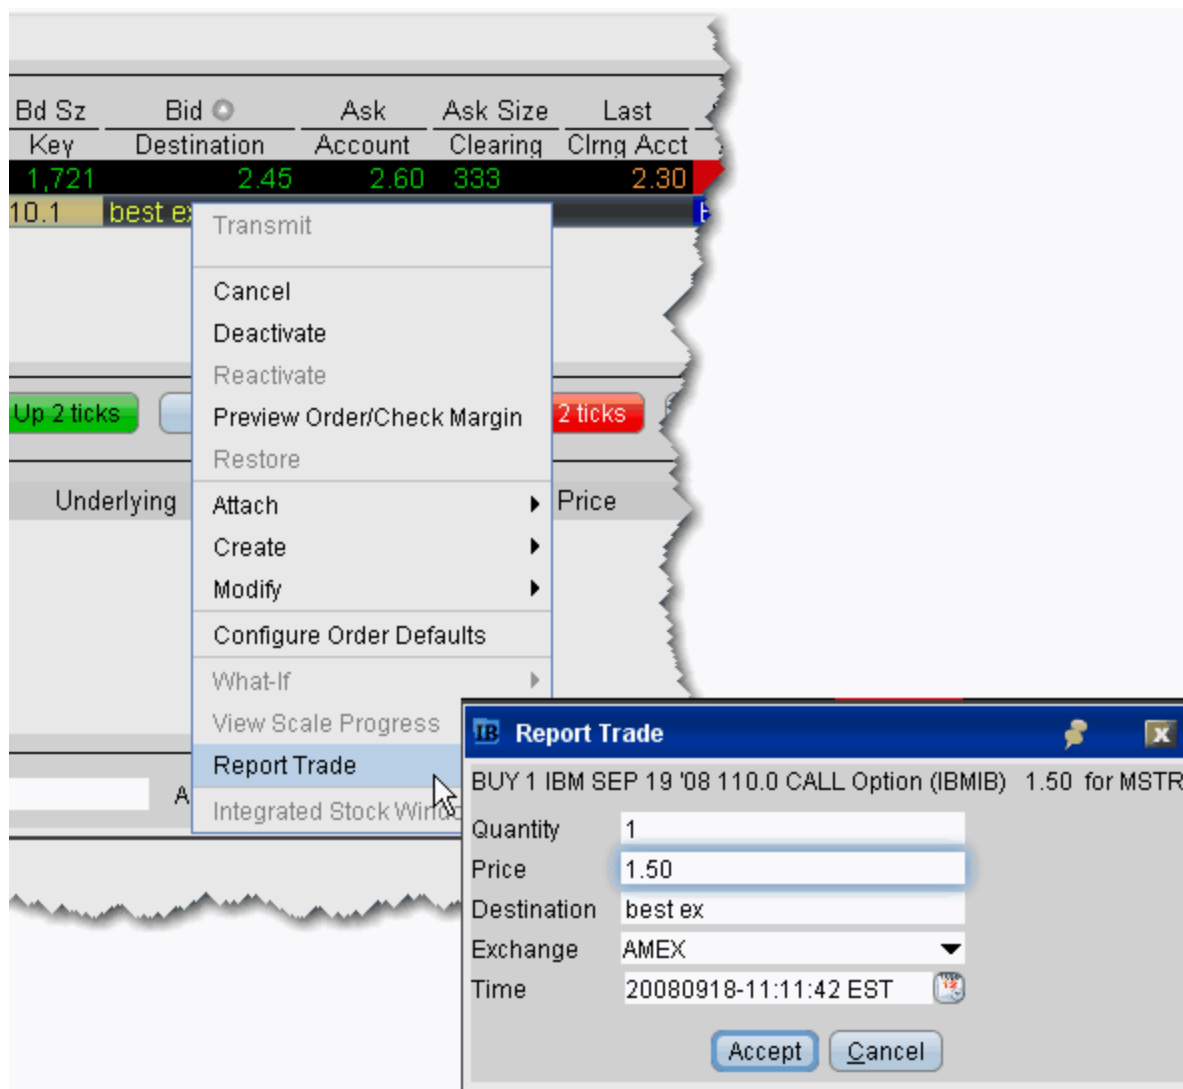 Bd Sz Bid Ask Ask Size Last
Key Destination Account Clearing Clrng Acct
1,721 2.45 2.60 333 2.30
10.1 best ex
Transmit
Cancel
Deactivate
Reactivate
Up 2 ticks Preview Order/Check Margin 2 ticks
Restore
Underlying Attach Price
Create
Modify
Configure Order Defaults
What-If
View Scale Progress
Report Trade
Integrated Stock
IB Report Trade
BUY 1 IBM SEP 19 '08 110.0 CALL Option (IBMIB) 1.50 for MSTR
Quantity 1
Price 1.50
Destination best ex
Exchange AMEX
Time 20080918-11:11:42 EST
Accept Cancel